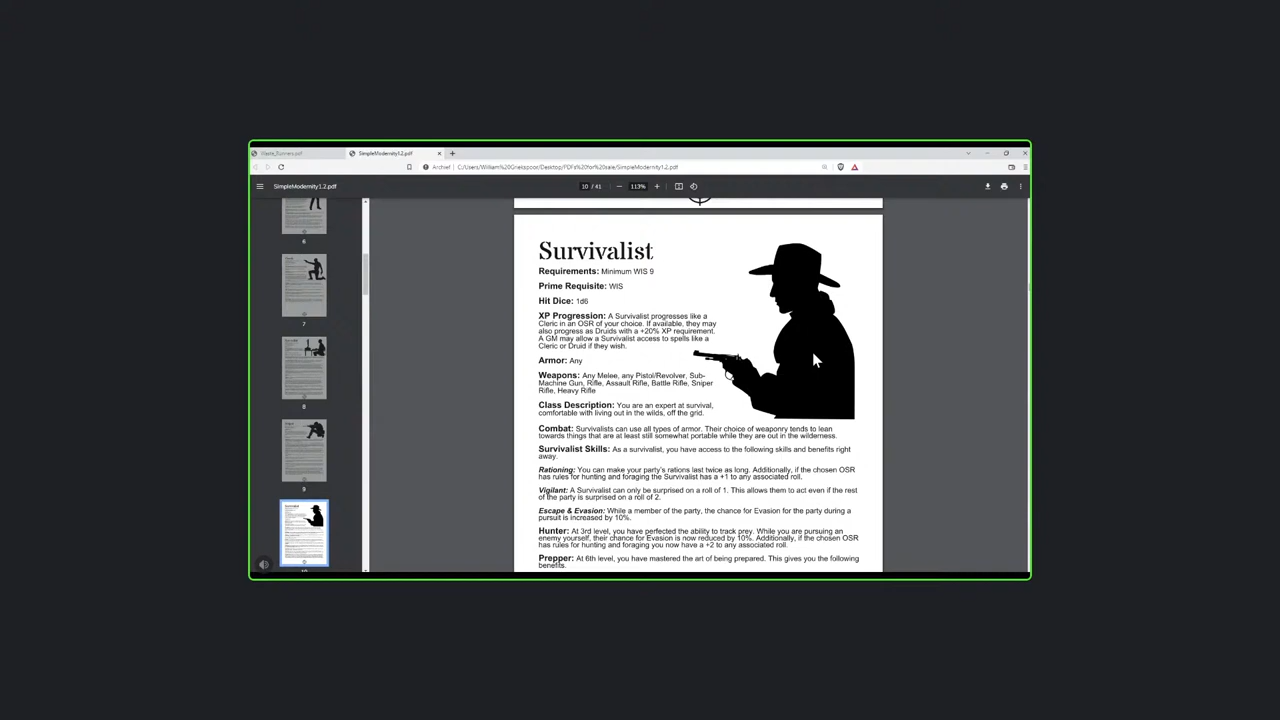 Waste_Runners.pdf
SimpleModernity1.2.pdf
SimpleModernity1.2.pdf
10 / 41
113%
6
7
8
9
Survivalist
Requirements: Minimum WIS 9
Prime Requisite: WIS
Hit Dice: 1d6
XP Progression: A Survivalist progresses like a
Cleric in an OSR of your choice. If available, they may
also progress as Druids with a +20% XP requirement.
A GM may allow a Survivalist access to spells like a
Cleric or Druid if they wish.
Armor: Any
Weapons: Any Melee, any Pistol/Revolver, Sub-
Machine Gun, Rifle, Assault Rifle, Battle Rifle, Sniper
Rifle, Heavy Rifle
Class Description: You are an expert at survival,
comfortable with living out in the wilds, off the grid.
Combat: Survivalists can use all types of armor. Their choice of weaponry tends to lean
towards things that are at least still somewhat portable while they are out in the wilderness.
Survivalist Skills: As a survivalist, you have access to the following skills and benefits right
away.
Rationing: You can make your party's rations last twice as long. Additionally, if the chosen OSR
has rules for hunting and foraging the Survivalist has a +1 to any associated roll.
Vigilant: A Survivalist can only be surprised on a roll of 1. This allows them to act even if the rest
of the party is surprised on a roll of 2.
Escape & Evasion: While a member of the party, the chance for Evasion for the party during a
pursuit is increased by 10%.
Hunter: At 3rd level, you have perfected the ability to track prey. While you are pursuing an
enemy yourself, their chance for Evasion is now reduced by 10%. Additionally, if the chosen OSR
has rules for hunting and foraging you now have a +2 to any associated roll.
Prepper: At 6th level, you have mastered the art of being prepared. This gives you the following
benefits.